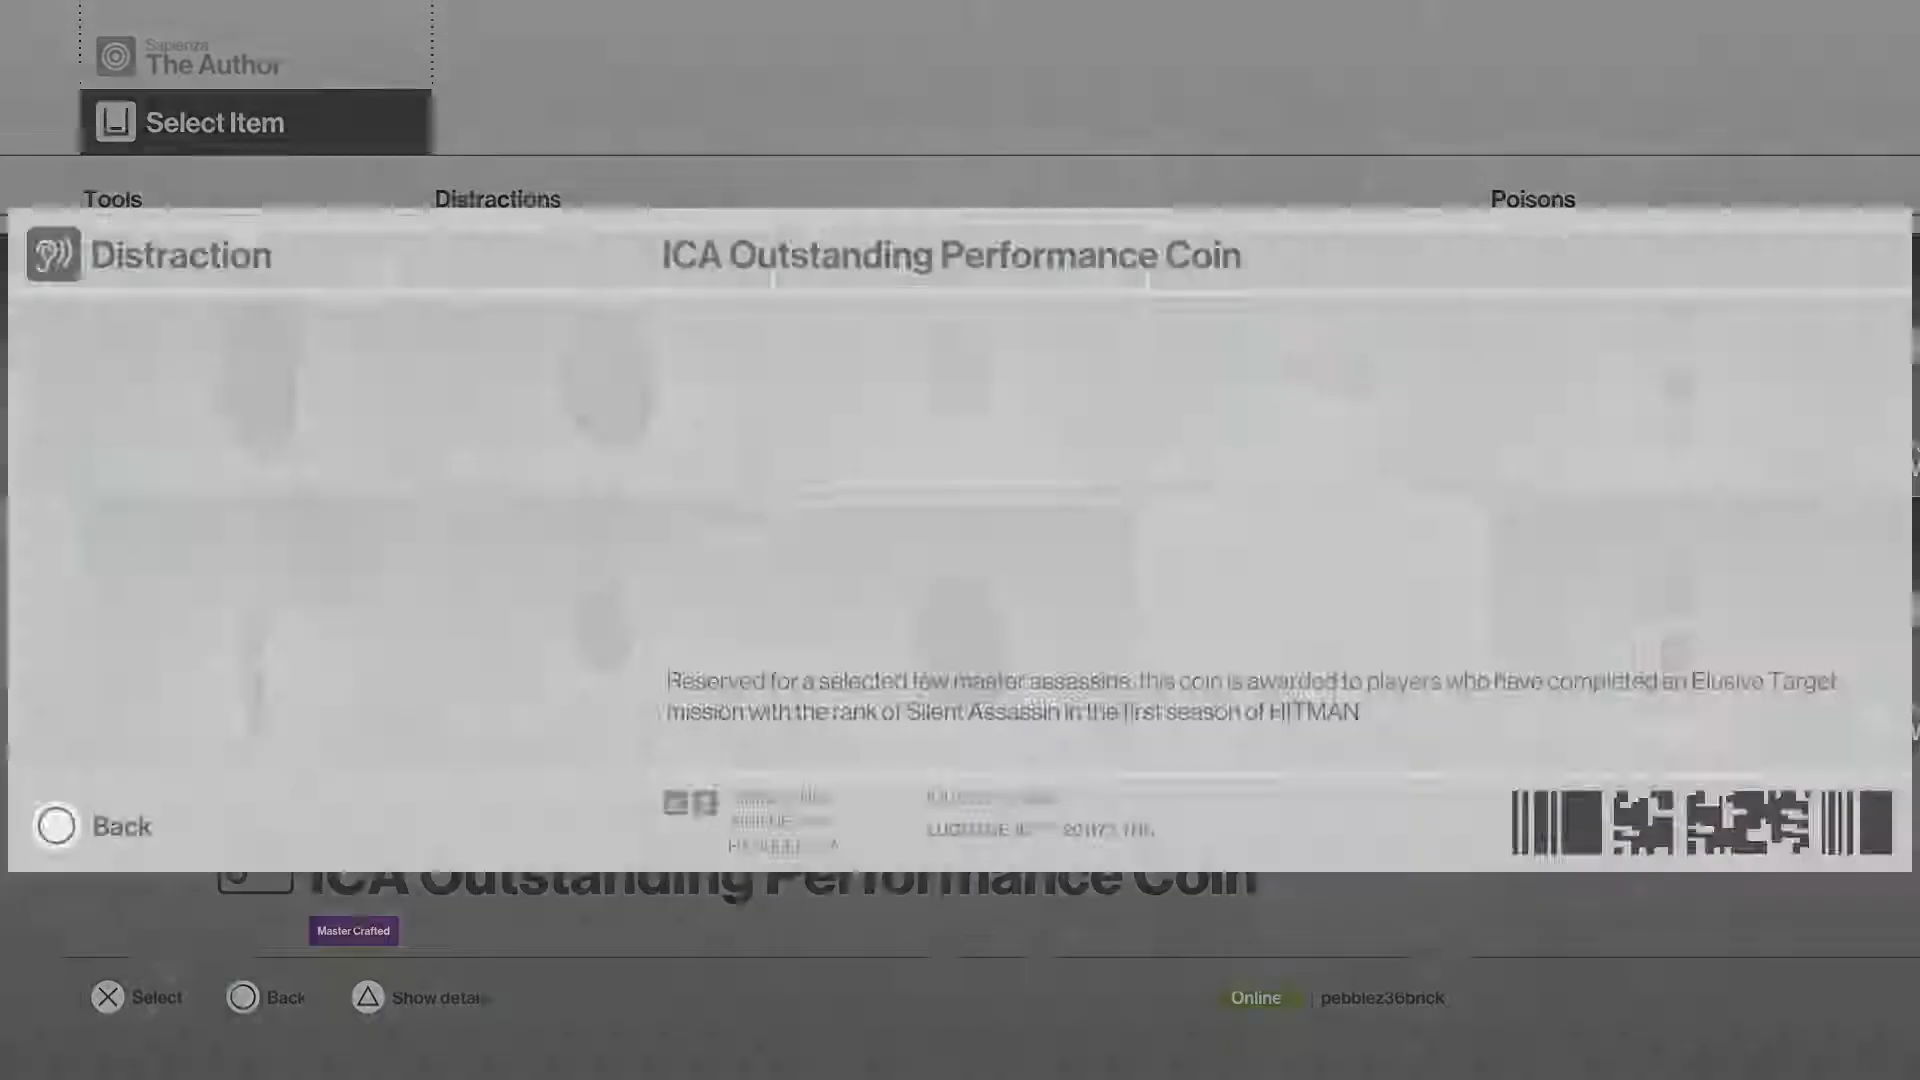 Sapienza
The Author
Select Item
Tools
Distractions
Poisons
Distraction
ICA Outstanding Performance Coin
Reserved for a selected few master assassins, this coin is awarded to players who have completed an Elusive Target
mission with the rank of Silent Assassin in the first season of HITMAN
Back
ICA Outstanding Performance Coin
Master Crafted
Select
Back
Show detai
Online
pebblez36brick